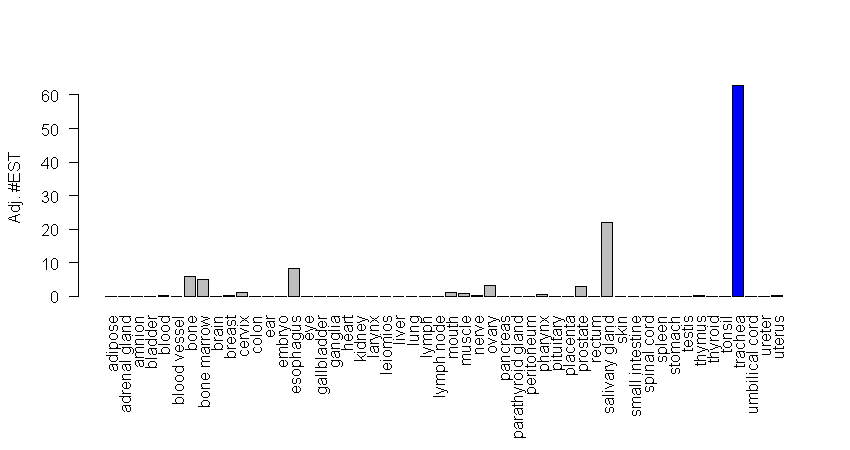 Adj. #EST
60
50
40
30
20
10
0
adipose
adrenal gland
amnion
bladder
blood
blood vessel
bone
bone marrow
brain
breast
cervix
colon
ear
embryo
esophagus
eye
gallbladder
ganglia
heart
kidney
larynx
leiomios
liver
lung
lymph
lymph node
mouth
muscle
nerve
ovary
pancreas
parathyroid gland
peritoneum
pharynx
pituitary
placenta
prostate
rectum
salivary gland
skin
small intestine
spinal cord
spleen
stomach
testis
thymus
thyroid
tonsil
trachea
umbilical cord
ureter
uterus